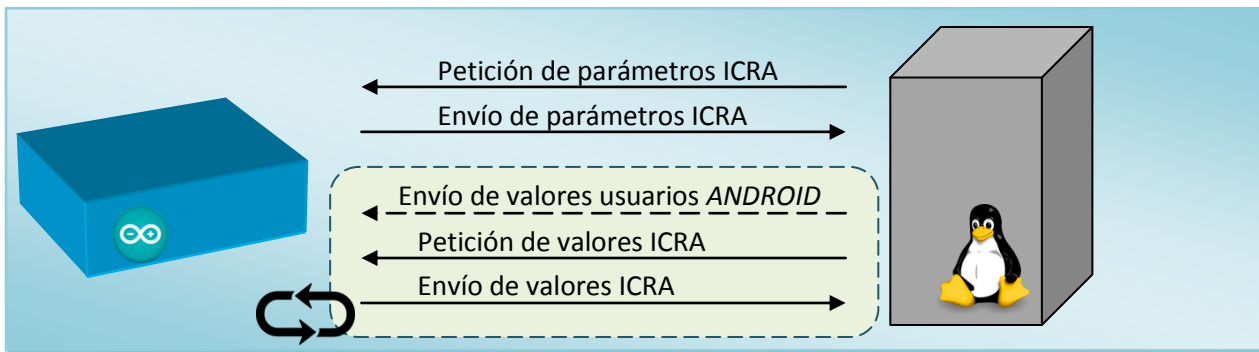 Petición de parámetros ICRA
Envío de parámetros ICRA
Envío de valores usuarios ANDROID
Petición de valores ICRA
Envío de valores ICRA